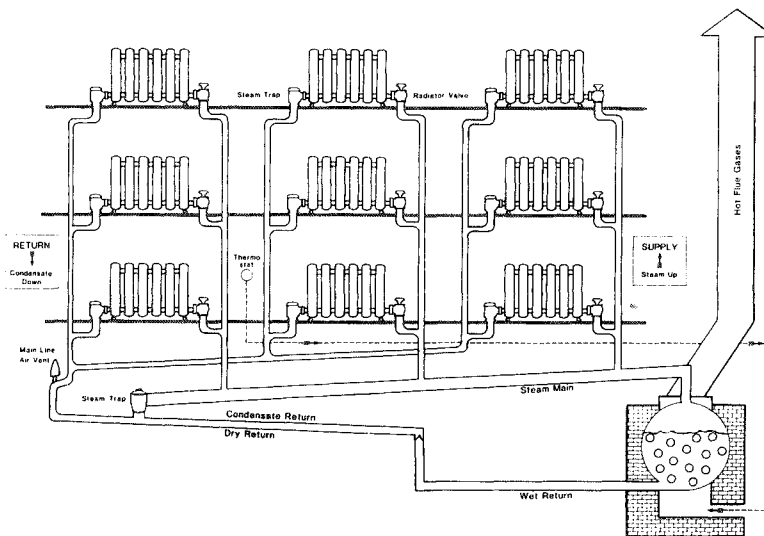 Steam Trap
Radiator Valve
Hot Flue Gases
RETURN
Condensate
Down
Thermo
stat
SUPPLY
Steam Up
Main Line
Air Vent
Steam Trap
Steam Main
Condensate Return
Dry Return
Wet Return